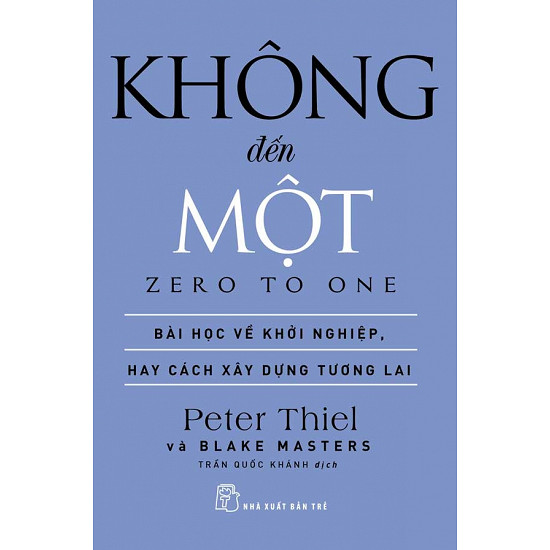 KHÔNG
đến
MỘT
ZERO TO ONE
BÀI HỌC VỀ KHỞI NGHIỆP,
HAY CÁCH XÂY DỰNG TƯƠNG LAI
Peter Thiel
và BLAKE MASTERS
TRẦN QUỐC KHÁNH dịch
NHÀ XUẤT BẢN TRẺ